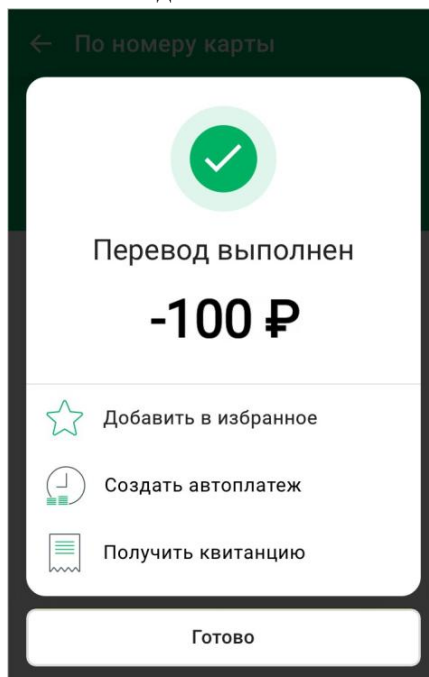 По номеру карты
Перевод выполнен
-100 ₽
Добавить в избранное
Создать автоплатеж
Получить квитанцию
Готово